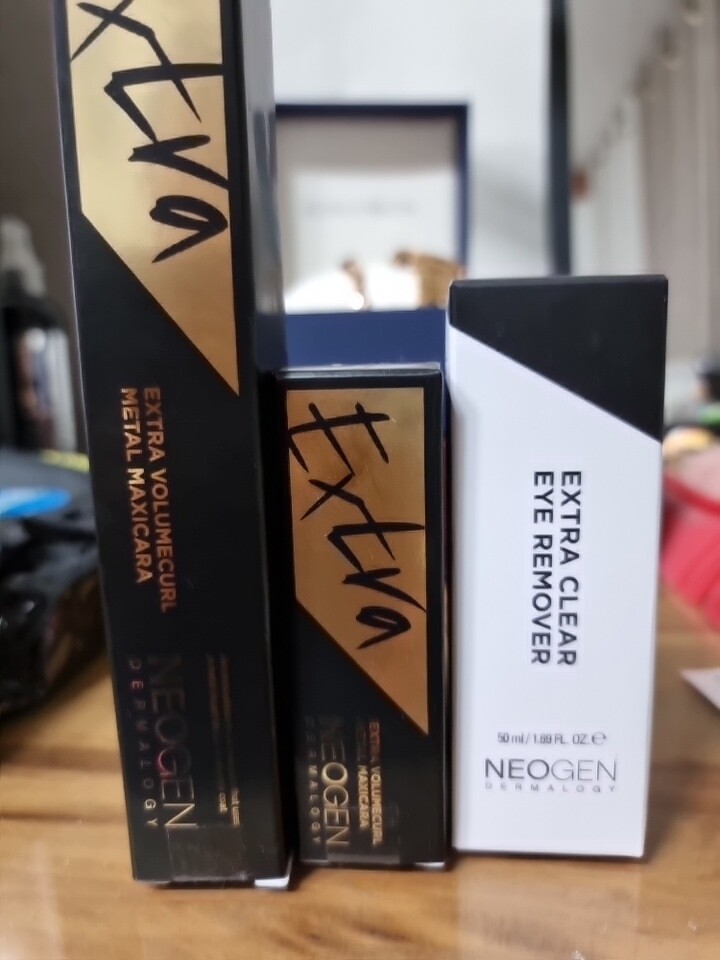 xtra
EXTRA VOLUMECURL
METAL MAXICARA
NEOGEN
DERMALOGY
Extra
EXTRA VOLUMECURL
METAL MAXICARA
NEOGEN
DERMALOGY
EXTRA CLEAR
EYE REMOVER
50 ml / 1.69 FL. OZ. ℮
NEOGEN
DERMALOGY